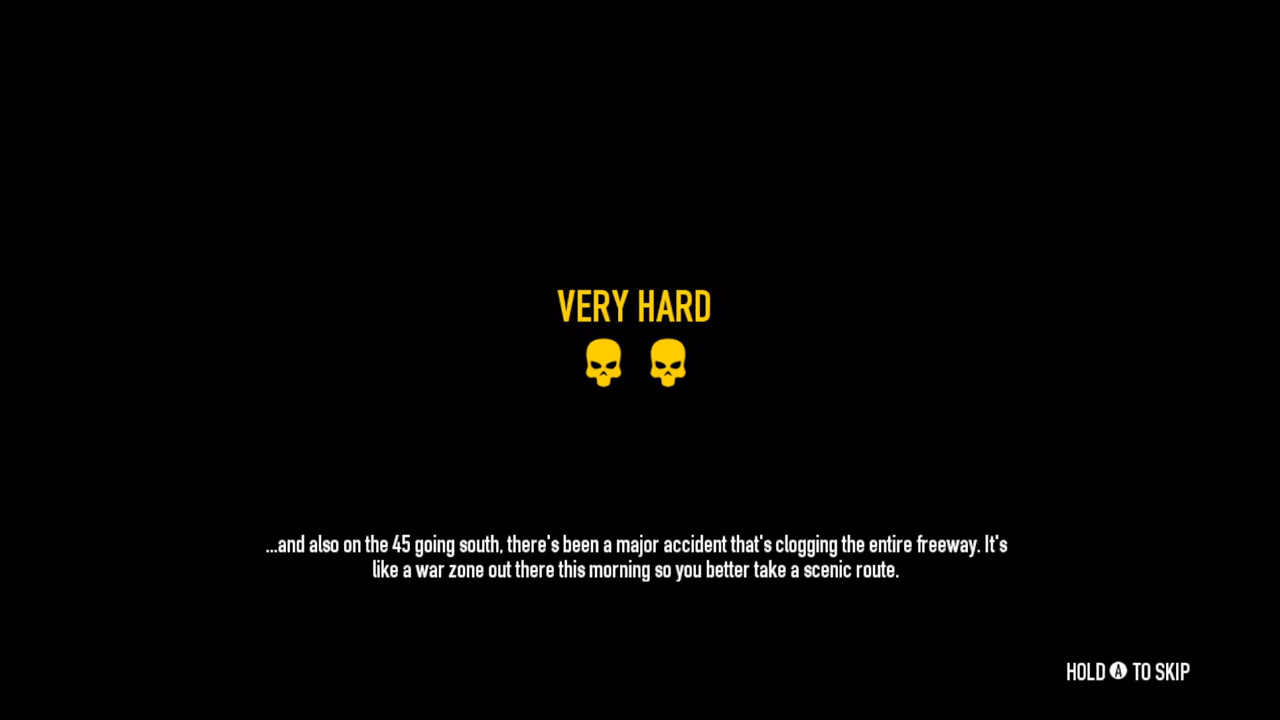 VERY HARD
...and also on the 45 going south, there's been a major accident that's clogging the entire freeway. It's
like a war zone out there this morning so you better take a scenic route.
HOLD A TO SKIP